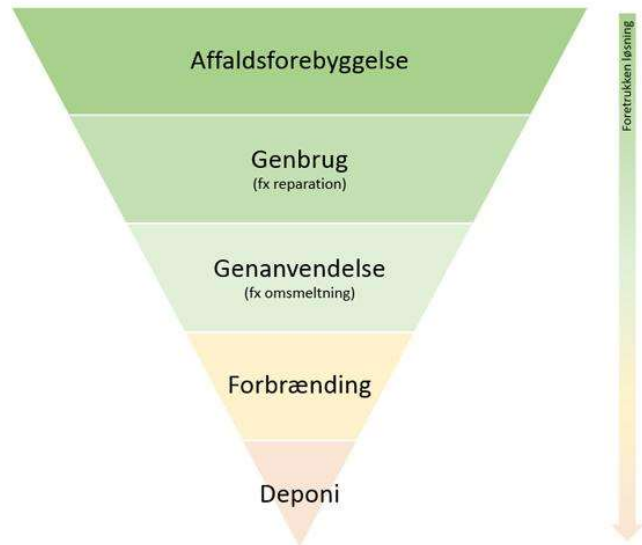 Affaldsforebyggelse
Genbrug
(fx reparation)
Genanvendelse
(fx omsmeltning)
Forbrænding
Deponi
Foretrukken løsning